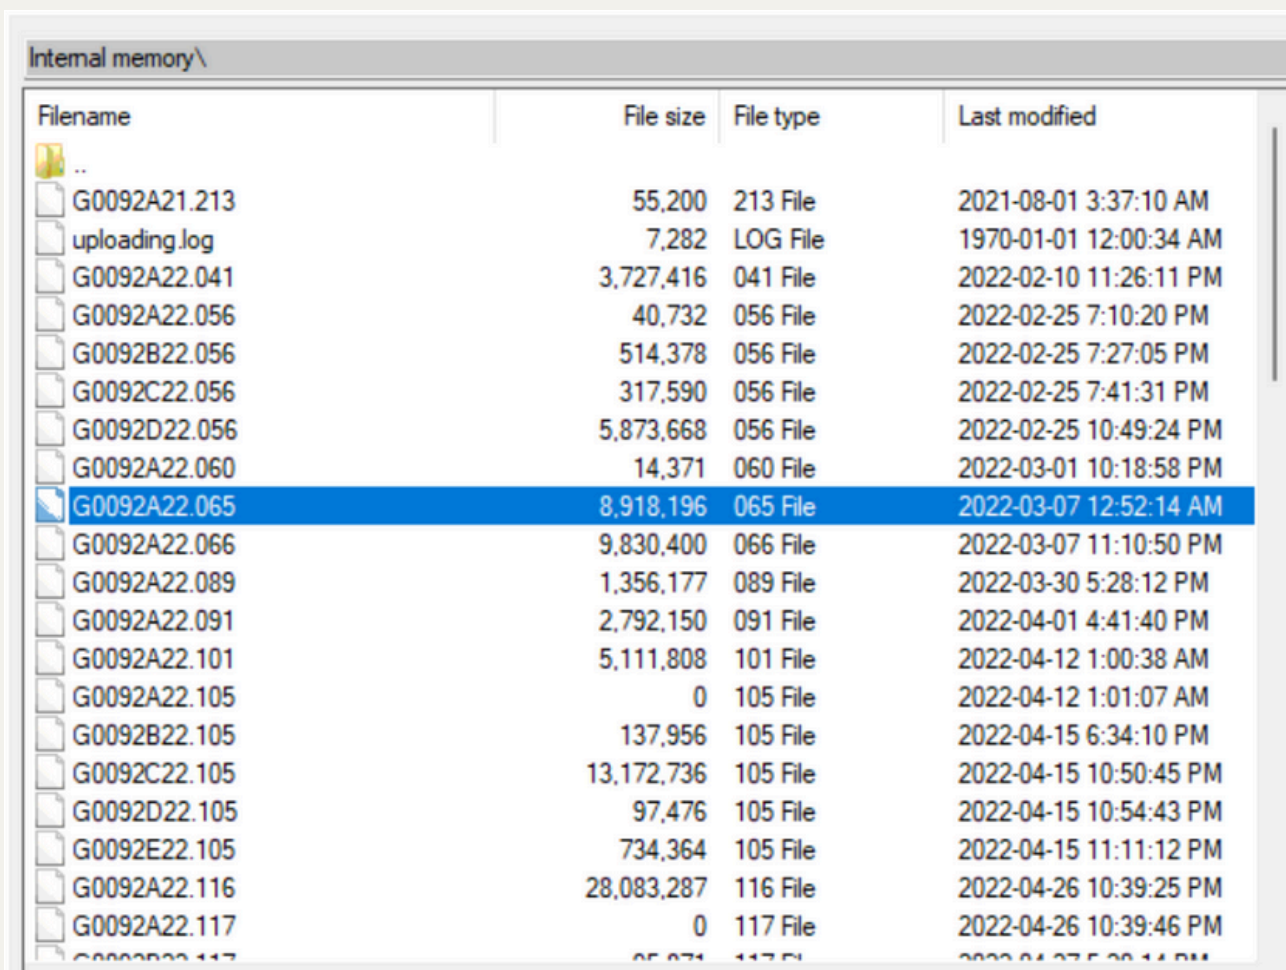 Internal memory\
Filename File size File type Last modified
..
G0092A21.213 55,200 213 File 2021-08-01 3:37:10 AM
uploading.log 7,282 LOG File 1970-01-01 12:00:34 AM
G0092A22.041 3,727,416 041 File 2022-02-10 11:26:11 PM
G0092A22.056 40,732 056 File 2022-02-25 7:10:20 PM
G0092B22.056 514,378 056 File 2022-02-25 7:27:05 PM
G0092C22.056 317,590 056 File 2022-02-25 7:41:31 PM
G0092D22.056 5,873,668 056 File 2022-02-25 10:49:24 PM
G0092A22.060 14,371 060 File 2022-03-01 10:18:58 PM
G0092A22.065 8,918,196 065 File 2022-03-07 12:52:14 AM
G0092A22.066 9,830,400 066 File 2022-03-07 11:10:50 PM
G0092A22.089 1,356,177 089 File 2022-03-30 5:28:12 PM
G0092A22.091 2,792,150 091 File 2022-04-01 4:41:40 PM
G0092A22.101 5,111,808 101 File 2022-04-12 1:00:38 AM
G0092A22.105 0 105 File 2022-04-12 1:01:07 AM
G0092B22.105 137,956 105 File 2022-04-15 6:34:10 PM
G0092C22.105 13,172,736 105 File 2022-04-15 10:50:45 PM
G0092D22.105 97,476 105 File 2022-04-15 10:54:43 PM
G0092E22.105 734,364 105 File 2022-04-15 11:11:12 PM
G0092A22.116 28,083,287 116 File 2022-04-26 10:39:25 PM
G0092A22.117 0 117 File 2022-04-26 10:39:46 PM